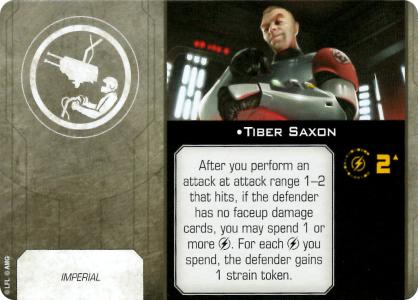 •TIBER SAXON
After you perform an
attack at attack range 1–2
that hits, if the defender
has no faceup damage
cards, you may spend 1 or
more. For each you
spend, the defender gains
1 strain token.
2
IMPERIAL
©LFL ©AMG